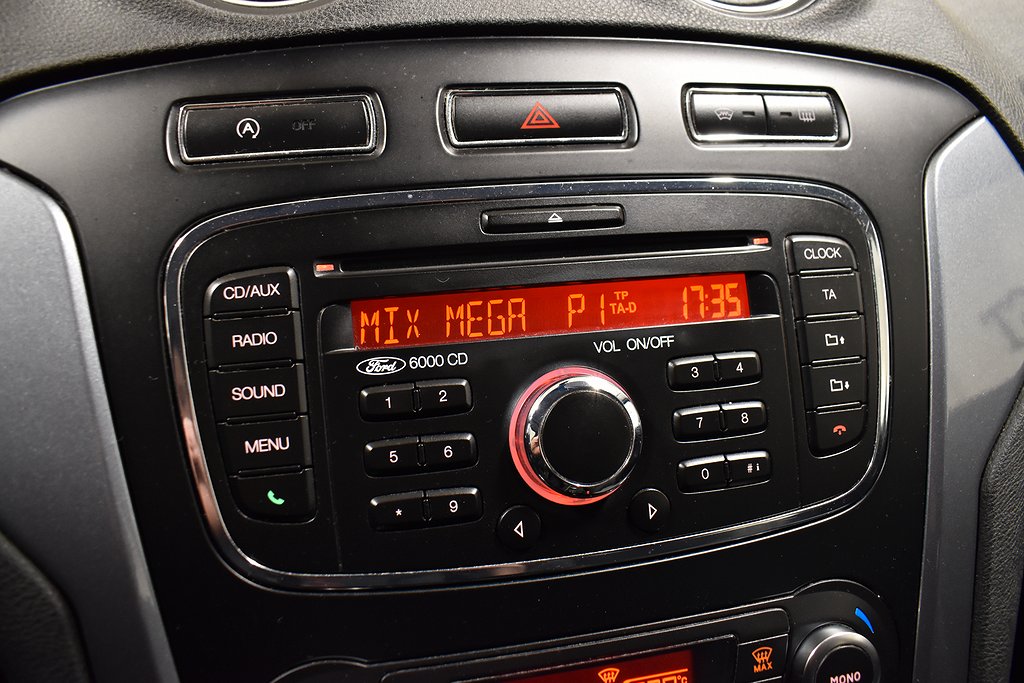 A OFF
CD/AUX
RADIO
SOUND
MENU
MIX MEGA P1 TP
TA-D
17:35
Ford 6000 CD
VOL ON/OFF
1 2
5 6
* 9
3 4
7 8
0 # i
CLOCK
TA
MAX
MONO
°C